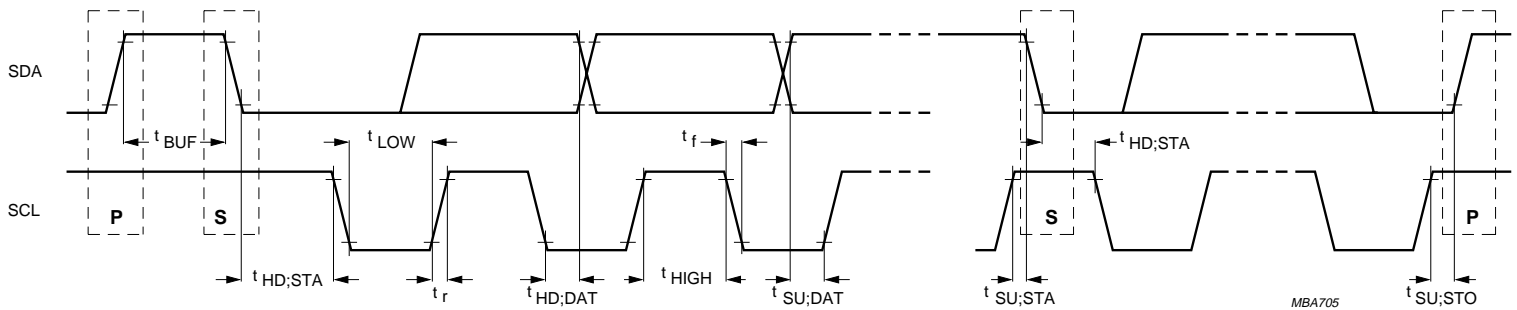 SDA
t BUF
t LOW
t f
t HD;STA
SCL
P
S
S
P
t HD;STA
t r
t HD;DAT
t HIGH
t SU;DAT
t SU;STA
MBA705
t SU;STO